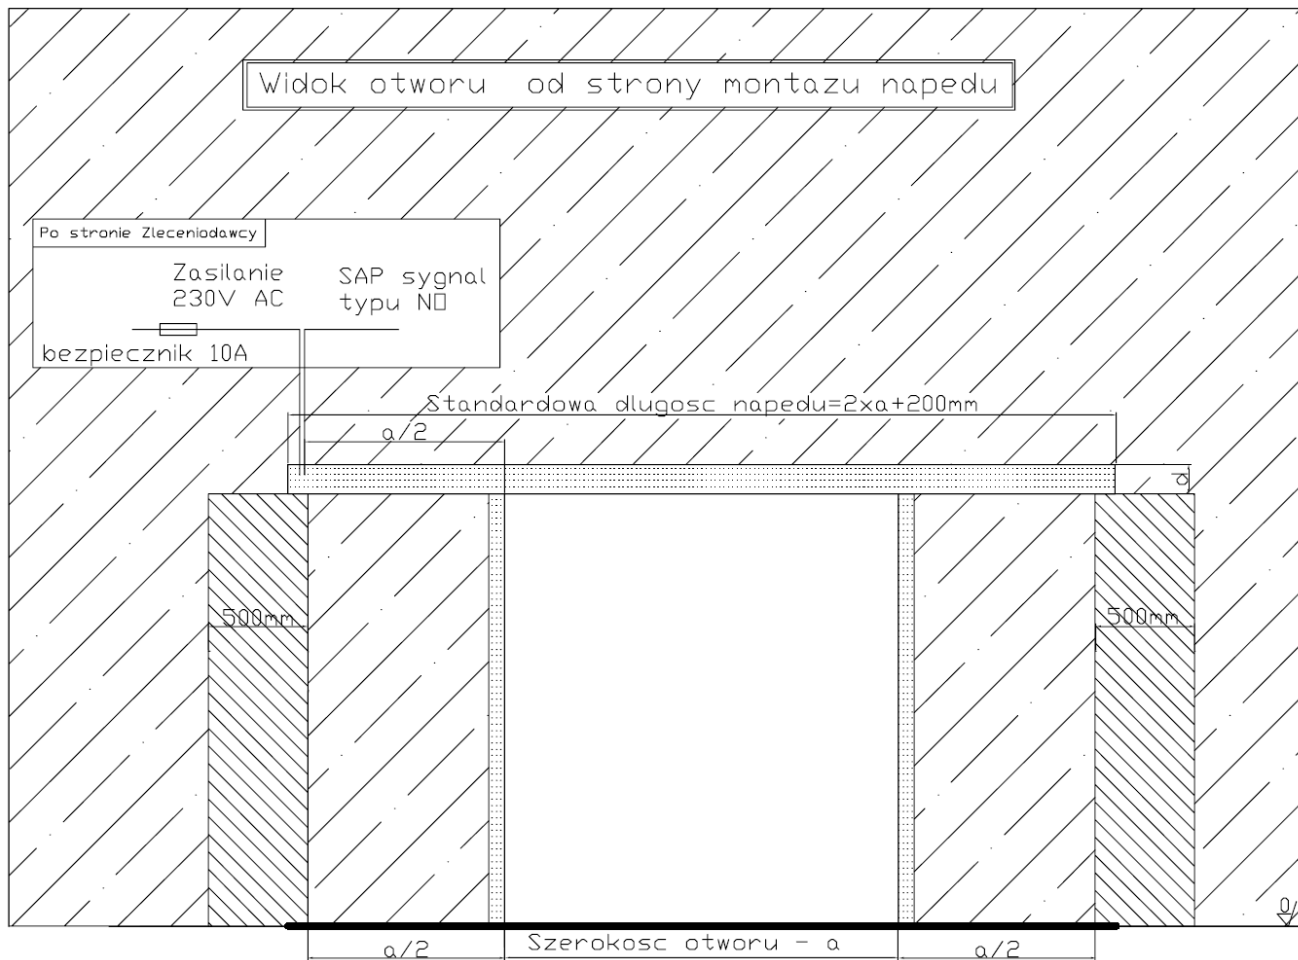 Widok otworu od strony montazu napedu
Po stronie Zleceniodawcy
Zasilanie
230V AC
SAP sygnal
typu NO
bezpiecznik 10A
Standardowa dlugosc napedu=2xa+200mm
a/2
d
500mm
500mm
a/2
Szerokosc otworu - a
a/2